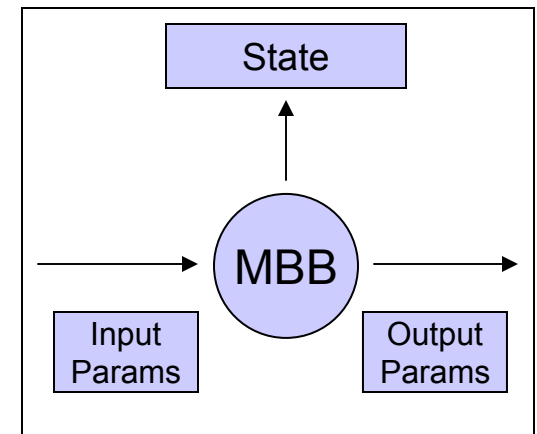 State
MBB
Input
Params
Output
Params